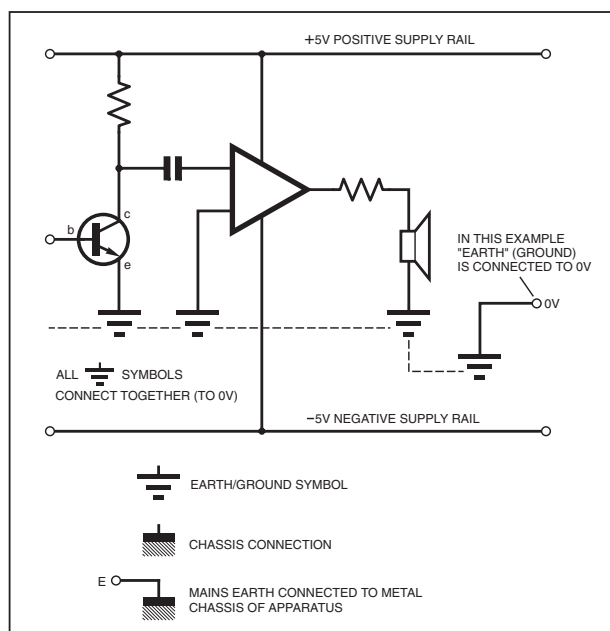 +5V POSITIVE SUPPLY RAIL
c
b
e
IN THIS EXAMPLE
"EARTH" (GROUND)
IS CONNECTED TO 0V
0V
ALL SYMBOLS
CONNECT TOGETHER (TO 0V)
−5V NEGATIVE SUPPLY RAIL
EARTH/GROUND SYMBOL
CHASSIS CONNECTION
E
MAINS EARTH CONNECTED TO METAL
CHASSIS OF APPARATUS